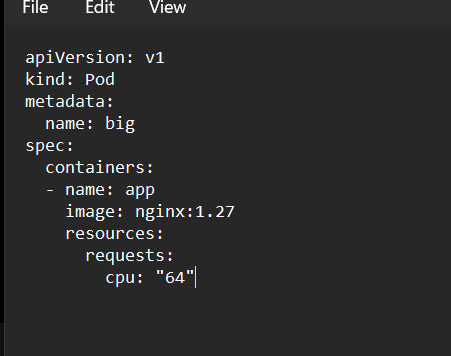 File Edit View
apiVersion: v1
kind: Pod
metadata:
  name: big
spec:
  containers:
  - name: app
    image: nginx:1.27
    resources:
      requests:
        cpu: "64"